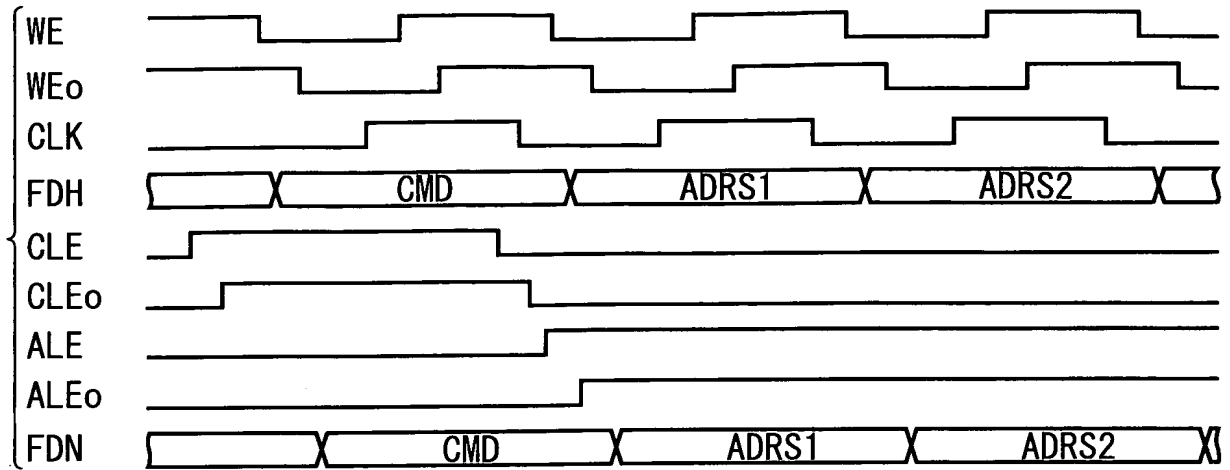 WE
WEo
CLK
FDH CMD ADRS1 ADRS2
CLE
CLEo
ALE
ALEo
FDN CMD ADRS1 ADRS2